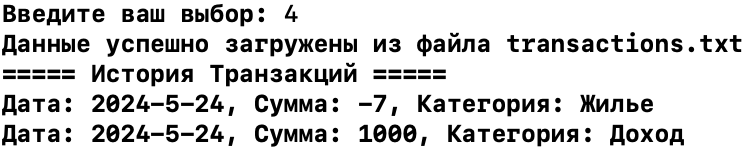 Введите ваш выбор: 4
Данные успешно загружены из файла transactions.txt
===== История Транзакций =====
Дата: 2024-5-24, Сумма: -7, Категория: Жилье
Дата: 2024-5-24, Сумма: 1000, Категория: Доход